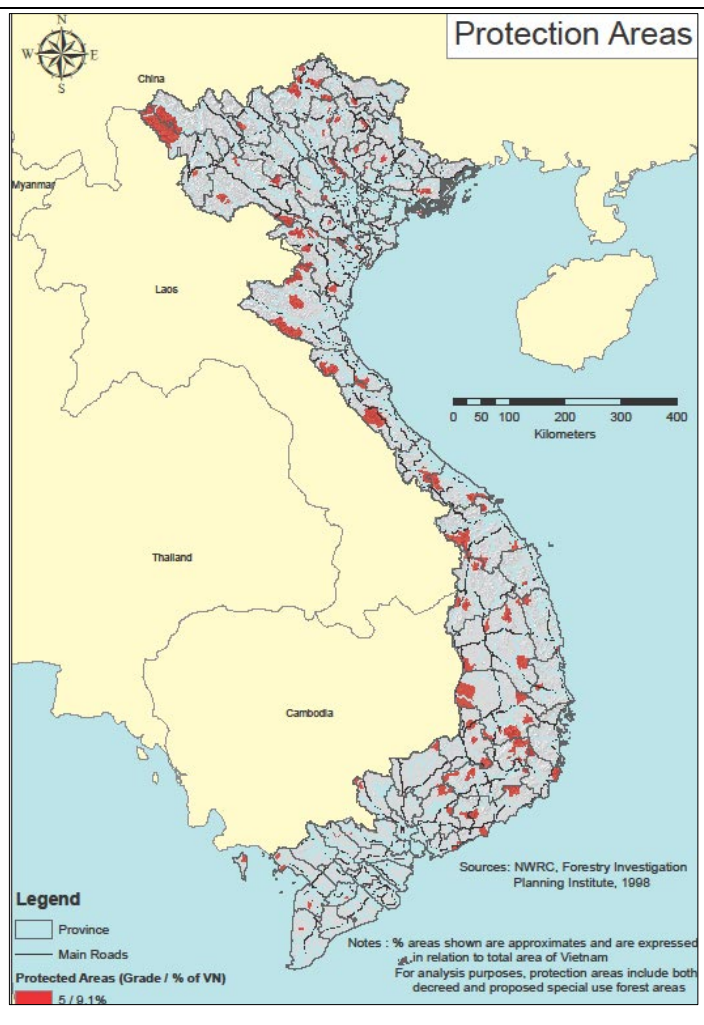 Protection Areas
N
W E
S
China
Myanmar
Laos
0 50 100 200 300 400
Kilometers
Thailand
Cambodia
Sources: NWRC, Forestry Investigation
Planning Institute, 1998
Legend
Province
Main Roads
Protected Areas (Grade / % of VN)
5 / 9.1%
Notes : % areas shown are approximates and are expressed
in relation to total area of Vietnam
For analysis purposes, protection areas include both
decreed and proposed special use forest areas